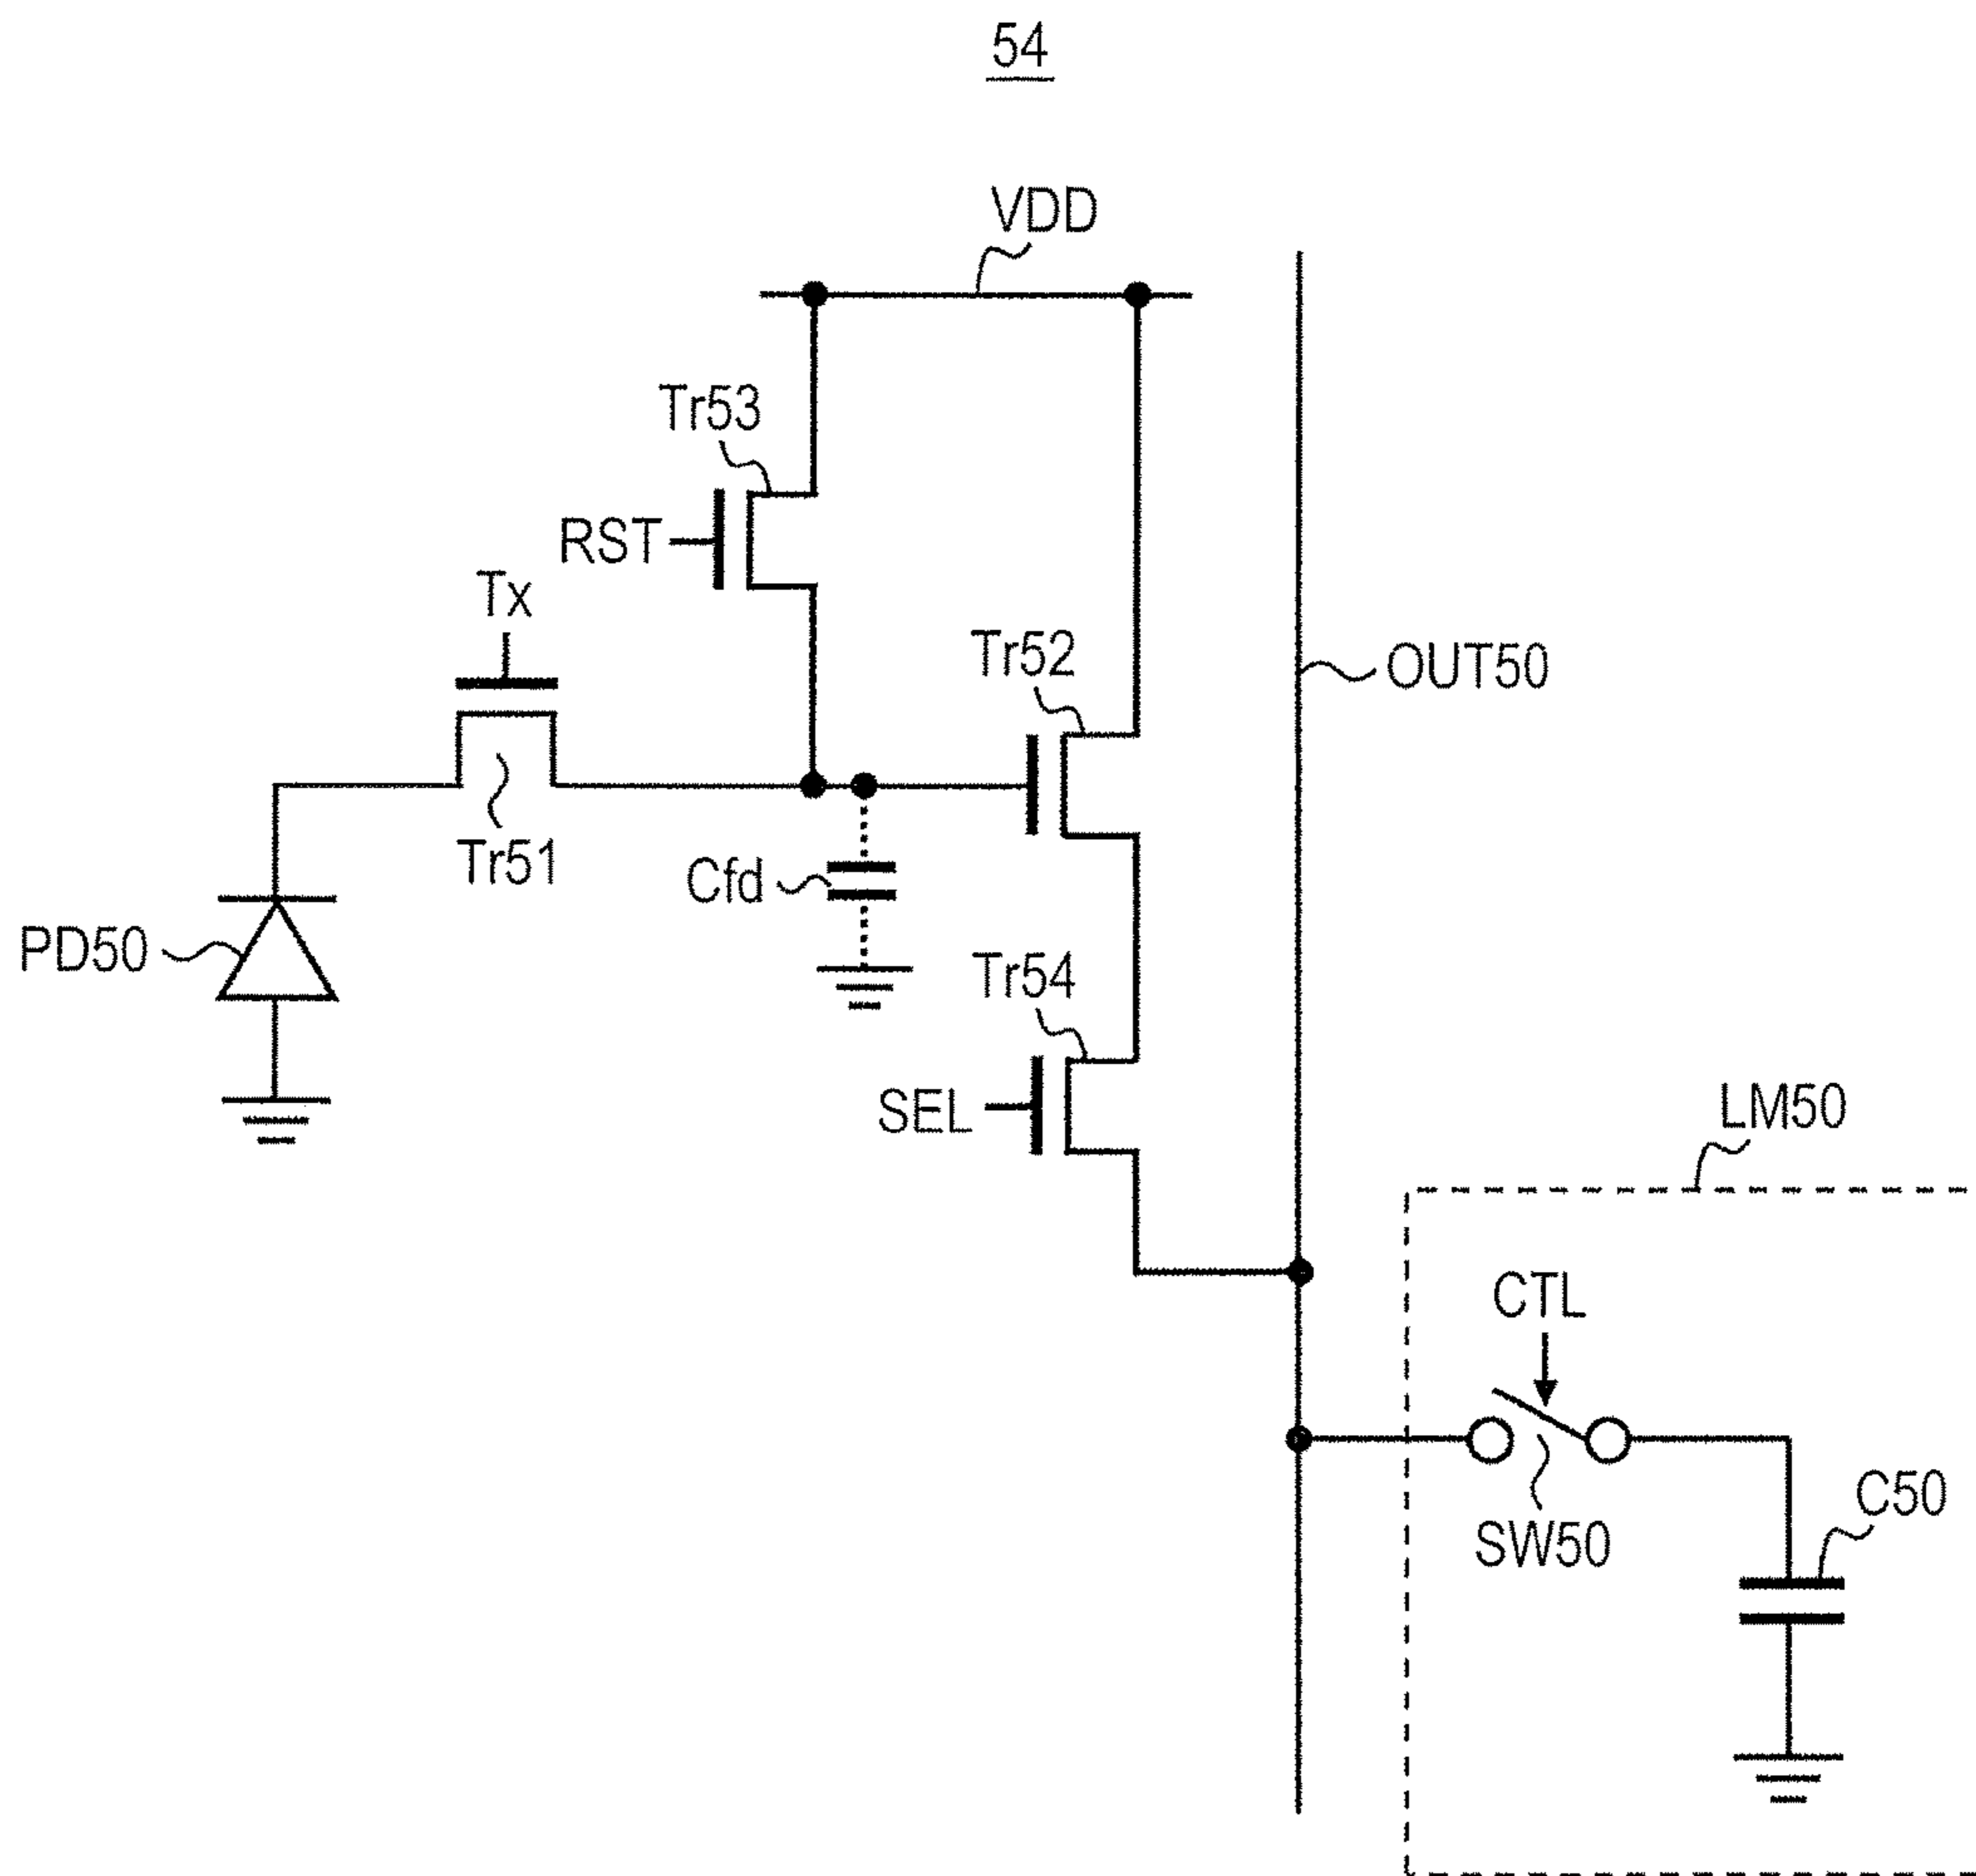 54
VDD
Tr53
RST
Tx
Tr52
OUT50
Tr51
Cfd
PD50
Tr54
SEL
LM50
CTL
C50
SW50